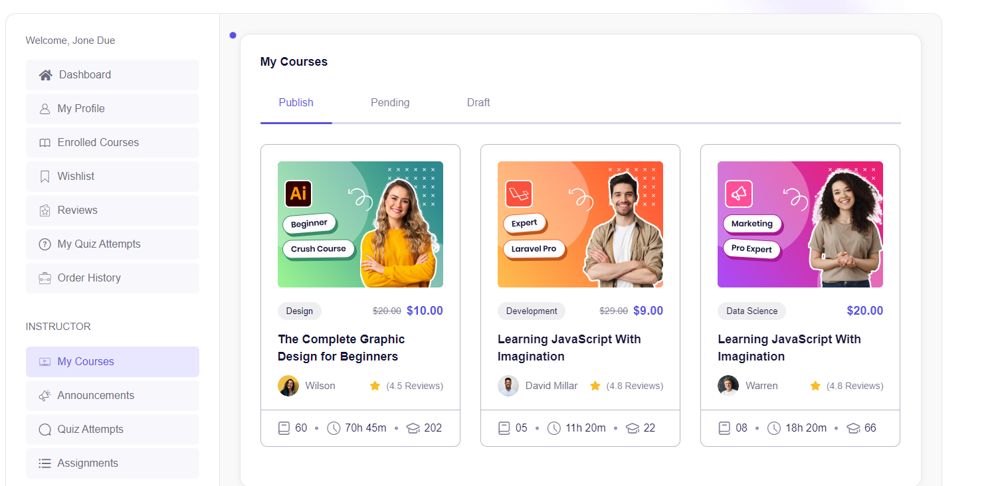 Welcome, Jone Due
Dashboard
My Profile
Enrolled Courses
Wishlist
Reviews
My Quiz Attempts
Order History
INSTRUCTOR
My Courses
Announcements
Quiz Attempts
Assignments
My Courses
Publish Pending Draft
Ai
Beginner
Crush Course
Design $20.00 $10.00
The Complete Graphic
Design for Beginners
Wilson (4.5 Reviews)
60 • 70h 45m • 202
Expert
Laravel Pro
Development $29.00 $9.00
Learning JavaScript With
Imagination
David Millar (4.8 Reviews)
05 • 11h 20m • 22
Marketing
Pro Expert
Data Science $20.00
Learning JavaScript With
Imagination
Warren (4.8 Reviews)
08 • 18h 20m • 66